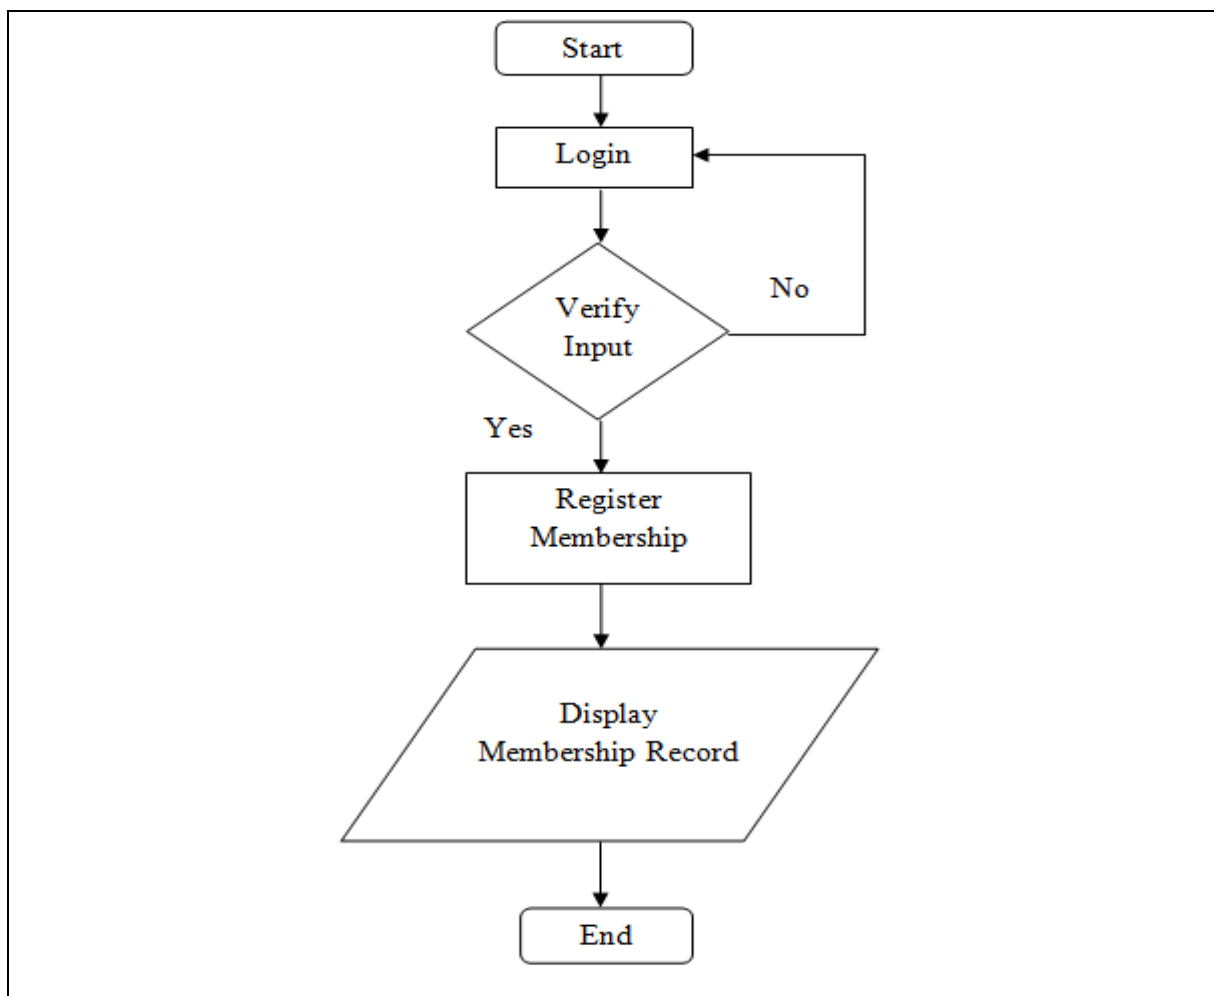 Start
Login
No
Verify
Input
Yes
Register
Membership
Display
Membership Record
End